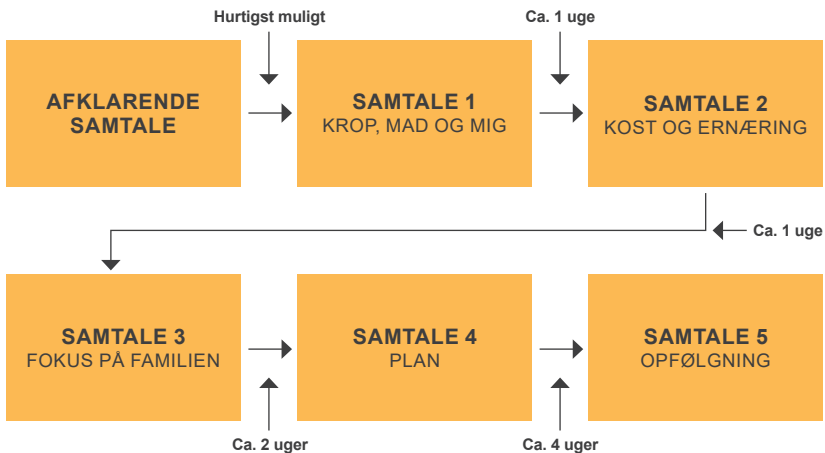 Hurtigst muligt
Ca. 1 uge
AFKLARENDE
SAMTALE
SAMTALE 1
KROP, MAD OG MIG
SAMTALE 2
KOST OG ERNÆRING
Ca. 1 uge
SAMTALE 3
FOKUS PÅ FAMILIEN
SAMTALE 4
PLAN
SAMTALE 5
OPFØLGNING
Ca. 2 uger
Ca. 4 uger